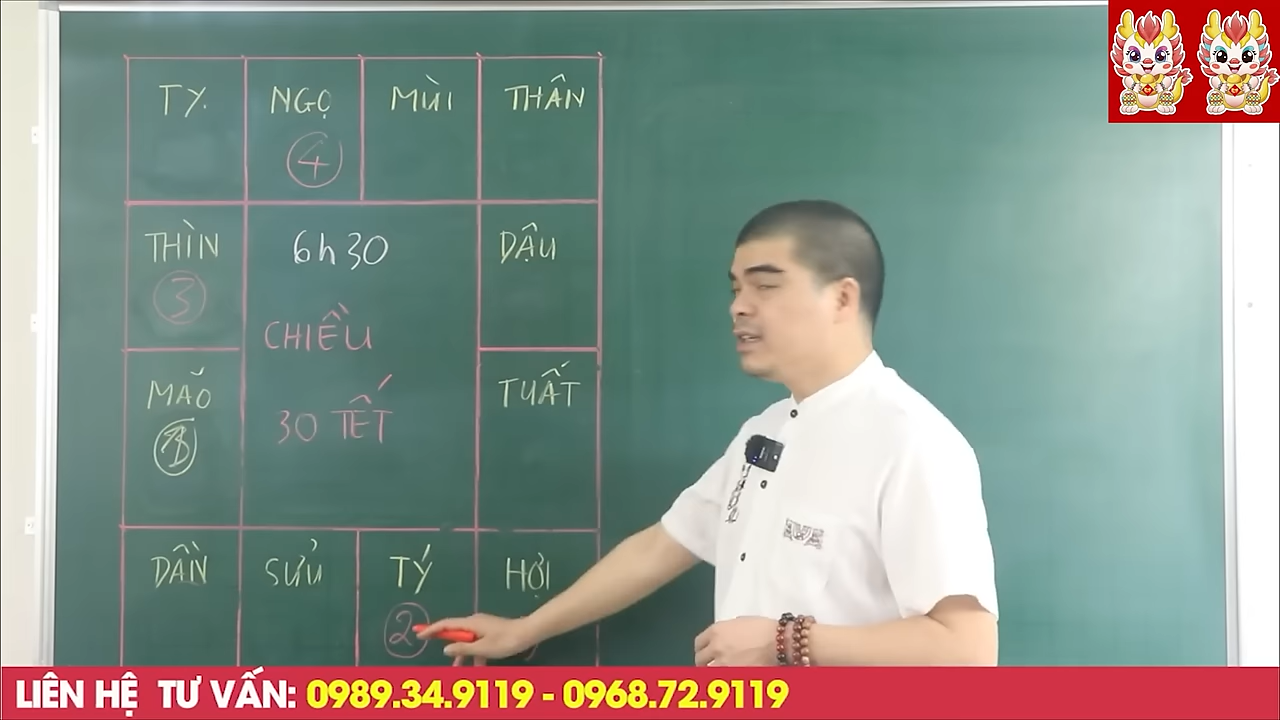 TỴ
NGỌ
MÙI
THÂN
4
THÌN
6h30
DẬU
3
CHIỀU
MÃO
30 TẾT
TUẤT
DẦN
SỬU
TÝ
HỢI
2
LIÊN HỆ TƯ VẤN: 0989.34.9119 - 0968.72.9119